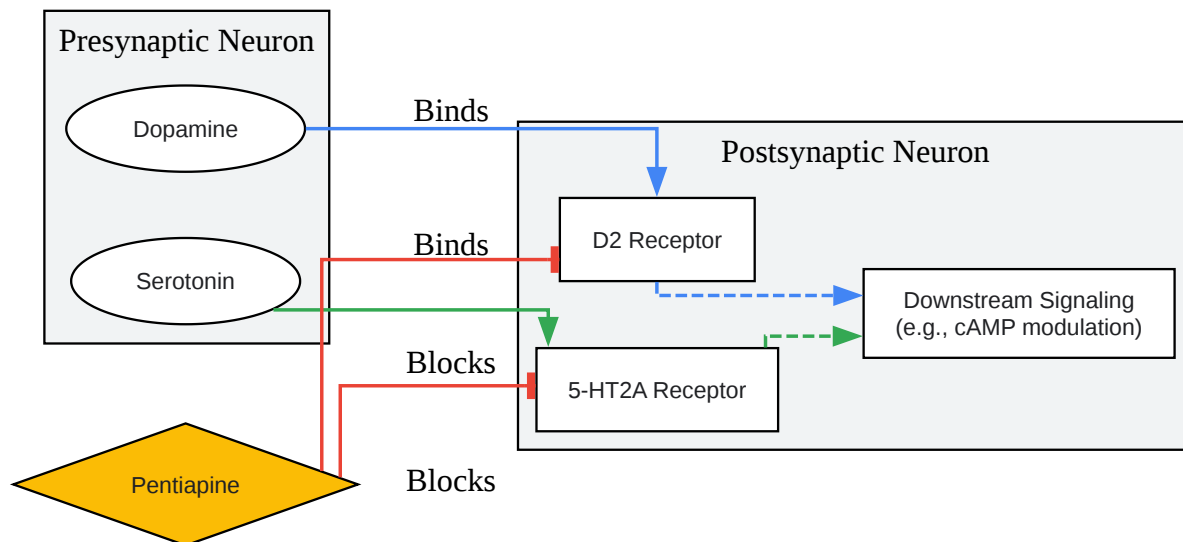 Presynaptic Neuron
Dopamine
Binds
Postsynaptic Neuron
D2 Receptor
Binds
Serotonin
Downstream Signaling
(e.g., cAMP modulation)
Blocks
5-HT2A Receptor
Pentiapine
Blocks